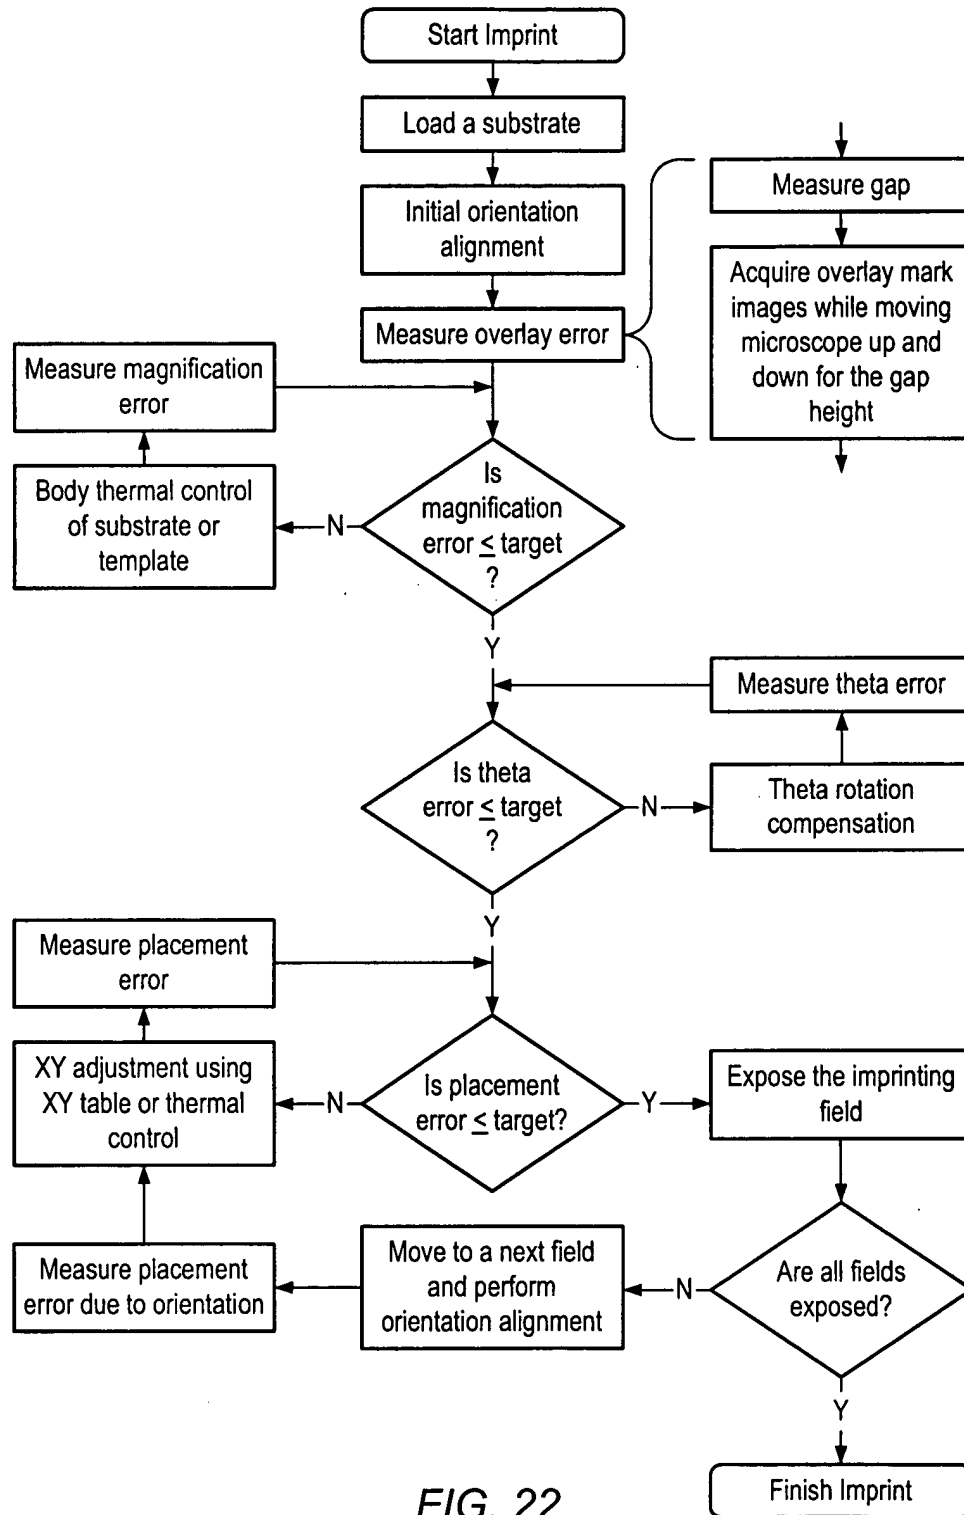 Start Imprint
Load a substrate
Initial orientation
alignment
Measure overlay error
Measure gap
Acquire overlay mark
images while moving
microscope up and
down for the gap
height
Measure magnification
error
Body thermal control
of substrate or
template
N
Is
magnification
error ≤ target
?
Y
Measure theta error
Is theta
error ≤ target
?
N
Theta rotation
compensation
Y
Measure placement
error
XY adjustment using
XY table or thermal
control
N
Is placement
error ≤ target?
Y
Expose the imprinting
field
Measure placement
error due to orientation
Move to a next field
and perform
orientation alignment
N
Are all fields
exposed?
Y
Finish Imprint
FIG. 22